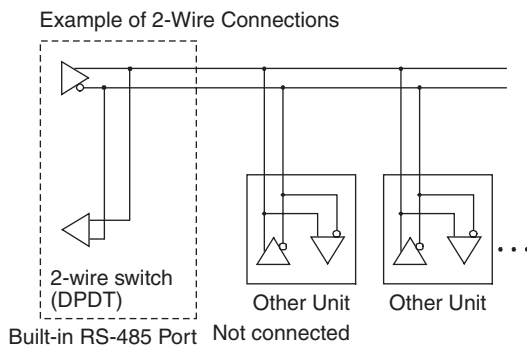 Example of 2-Wire Connections
2-wire switch
(DPDT)
Other Unit
Other Unit
Built-in RS-485 Port
Not connected